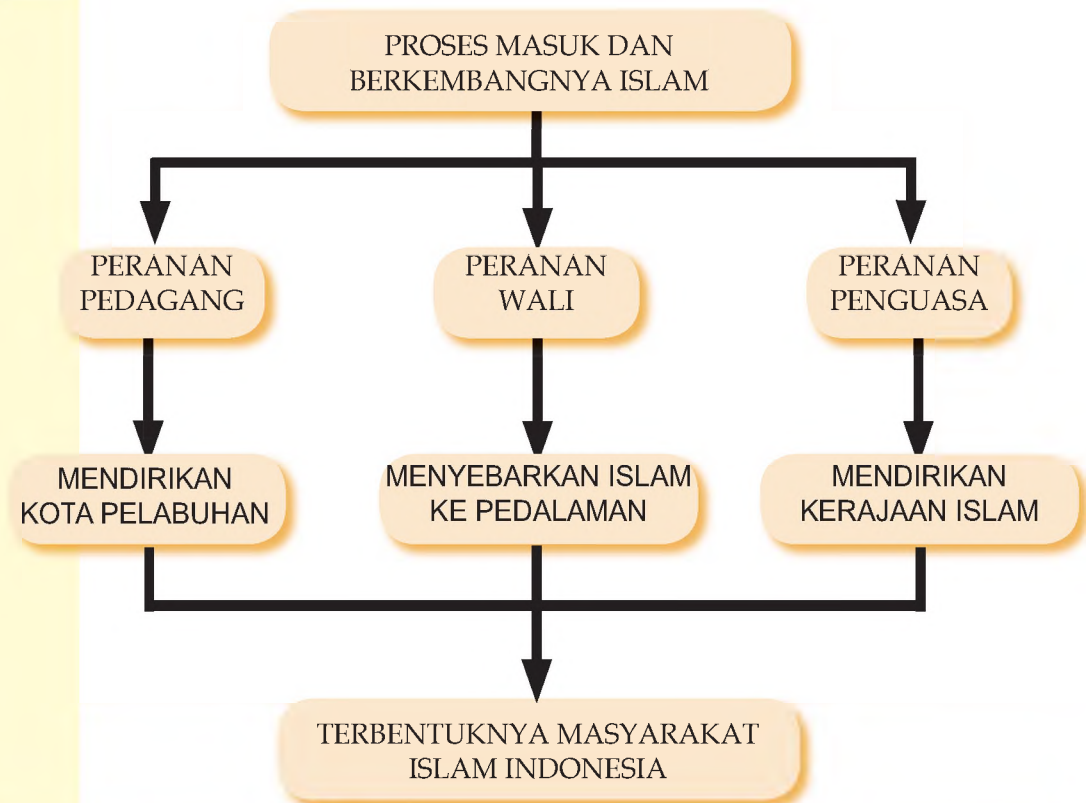 PROSES MASUK DAN
BERKEMBANGNYA ISLAM
PERANAN
PEDAGANG
PERANAN
WALI
PERANAN
PENGUASA
MENDIRIKAN
KOTA PELABUHAN
MENYEBARKAN ISLAM
KE PEDALAMAN
MENDIRIKAN
KERAJAAN ISLAM
TERBENTUKNYA MASYARAKAT
ISLAM INDONESIA